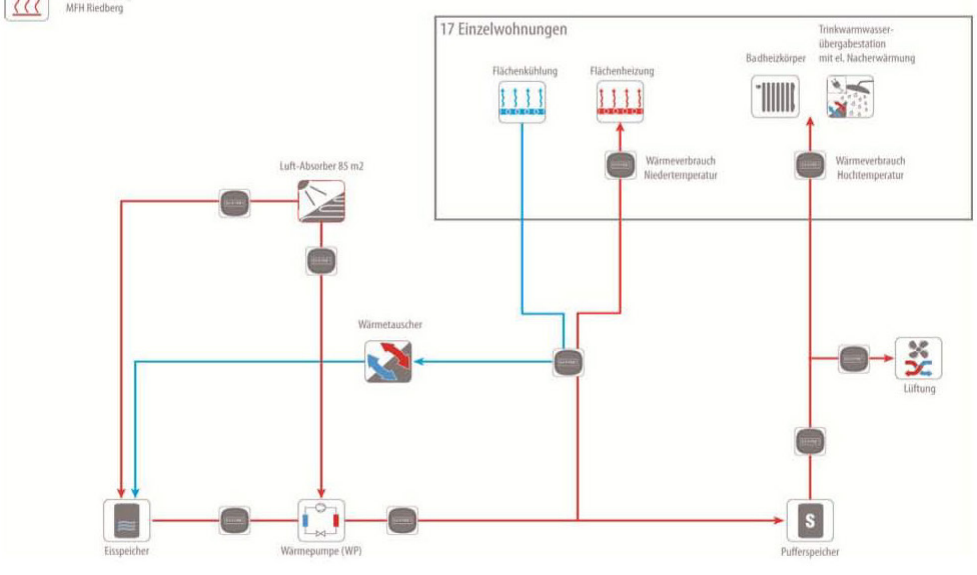 MFH Riedberg
17 Einzelwohnungen
Trinkwarmwasser-
übergabestation
mit el. Nacherwärmung
Badheizkörper
Flächenkühlung
Flächenheizung
Wärmeverbrauch
Niedertemperatur
Wärmeverbrauch
Hochtemperatur
Luft-Absorber 85 m2
Wärmetauscher
Lüftung
S
Eisspeicher
Wärmepumpe (WP)
Pufferspeicher